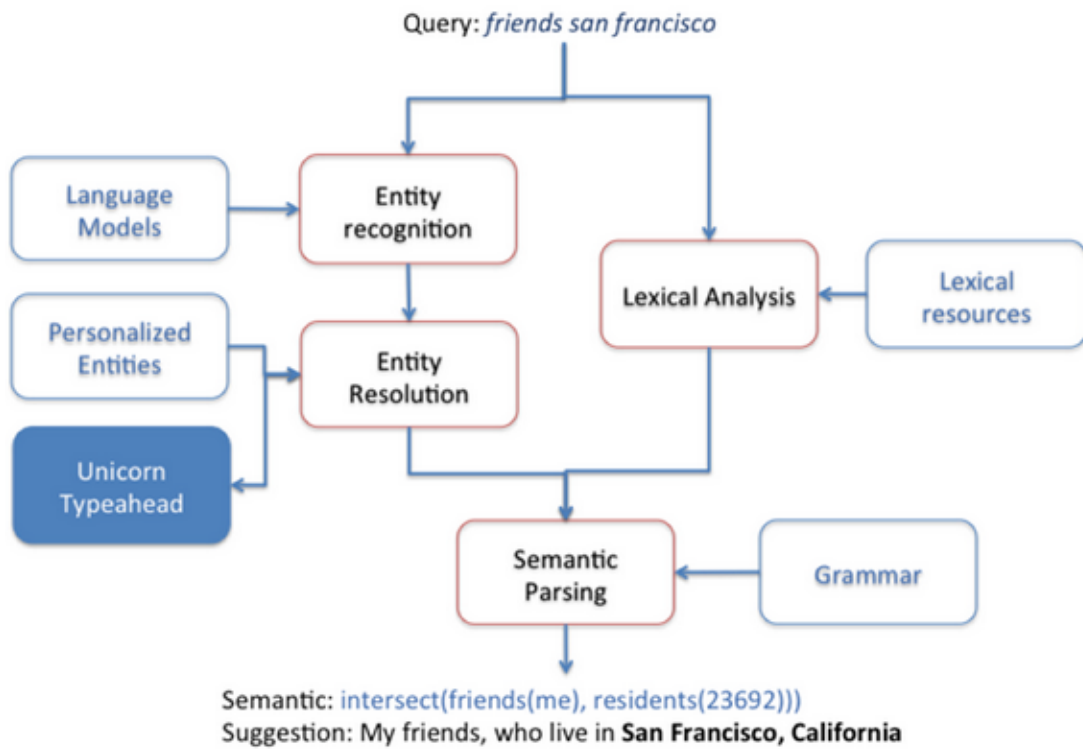 Query: friends san francisco
Language
Models
Entity
recognition
Lexical Analysis
Lexical
resources
Personalized
Entities
Entity
Resolution
Unicorn
Typeahead
Semantic
Parsing
Grammar
Semantic: intersect(friends(me), residents(23692)))
Suggestion: My friends, who live in San Francisco, California